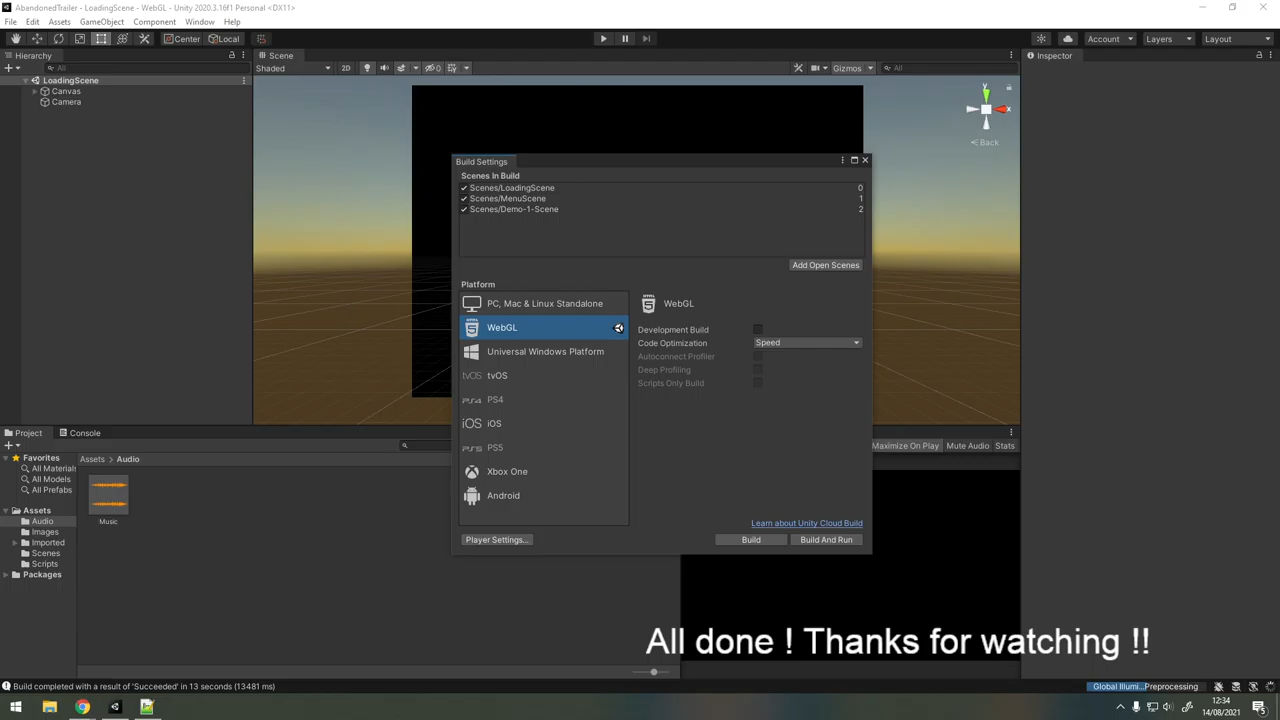 AbandonedTrailer - LoadingScene - WebGL - Unity 2020.3.16f1 Personal <DX11>
File Edit Assets GameObject Component Window Help
Center Local Account Layers Layout
Hierarchy Scene Inspector
All Shaded 2D 0 Gizmos All
LoadingScene
Canvas
Camera
y
x
Back
Build Settings
Scenes In Build
Scenes/LoadingScene 0
Scenes/MenuScene 1
Scenes/Demo-1-Scene 2
Add Open Scenes
Platform
PC, Mac & Linux Standalone
WebGL
Universal Windows Platform
tvOS tvOS
PS4 PS4
iOS iOS
PS5 PS5
Xbox One
Android
WebGL
Development Build
Code Optimization Speed
Autoconnect Profiler
Deep Profiling
Scripts Only Build
Learn about Unity Cloud Build
Player Settings... Build Build And Run
Project Console
Maximize On Play Mute Audio Stats
Favorites
All Materials
All Models
All Prefabs
Assets
Audio
Images
Imported
Scenes
Scripts
Packages
Assets > Audio
Music
All done ! Thanks for watching !!
Build completed with a result of 'Succeeded' in 13 seconds (13481 ms)
Global Illumi... Preprocessing
12:34
14/08/2021
5